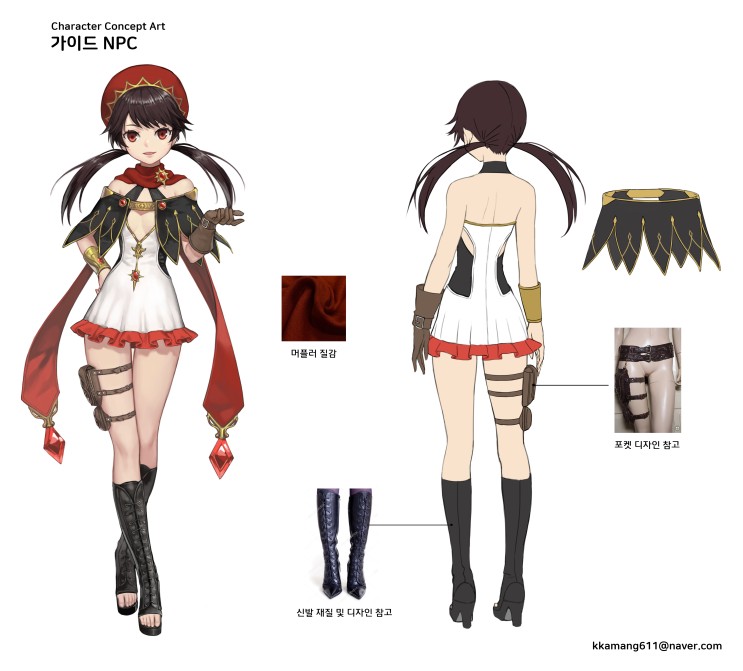 Character Concept Art
가이드 NPC
머플러 질감
포켓 디자인 참고
신발 재질 및 디자인 참고
kkamang611@naver.com